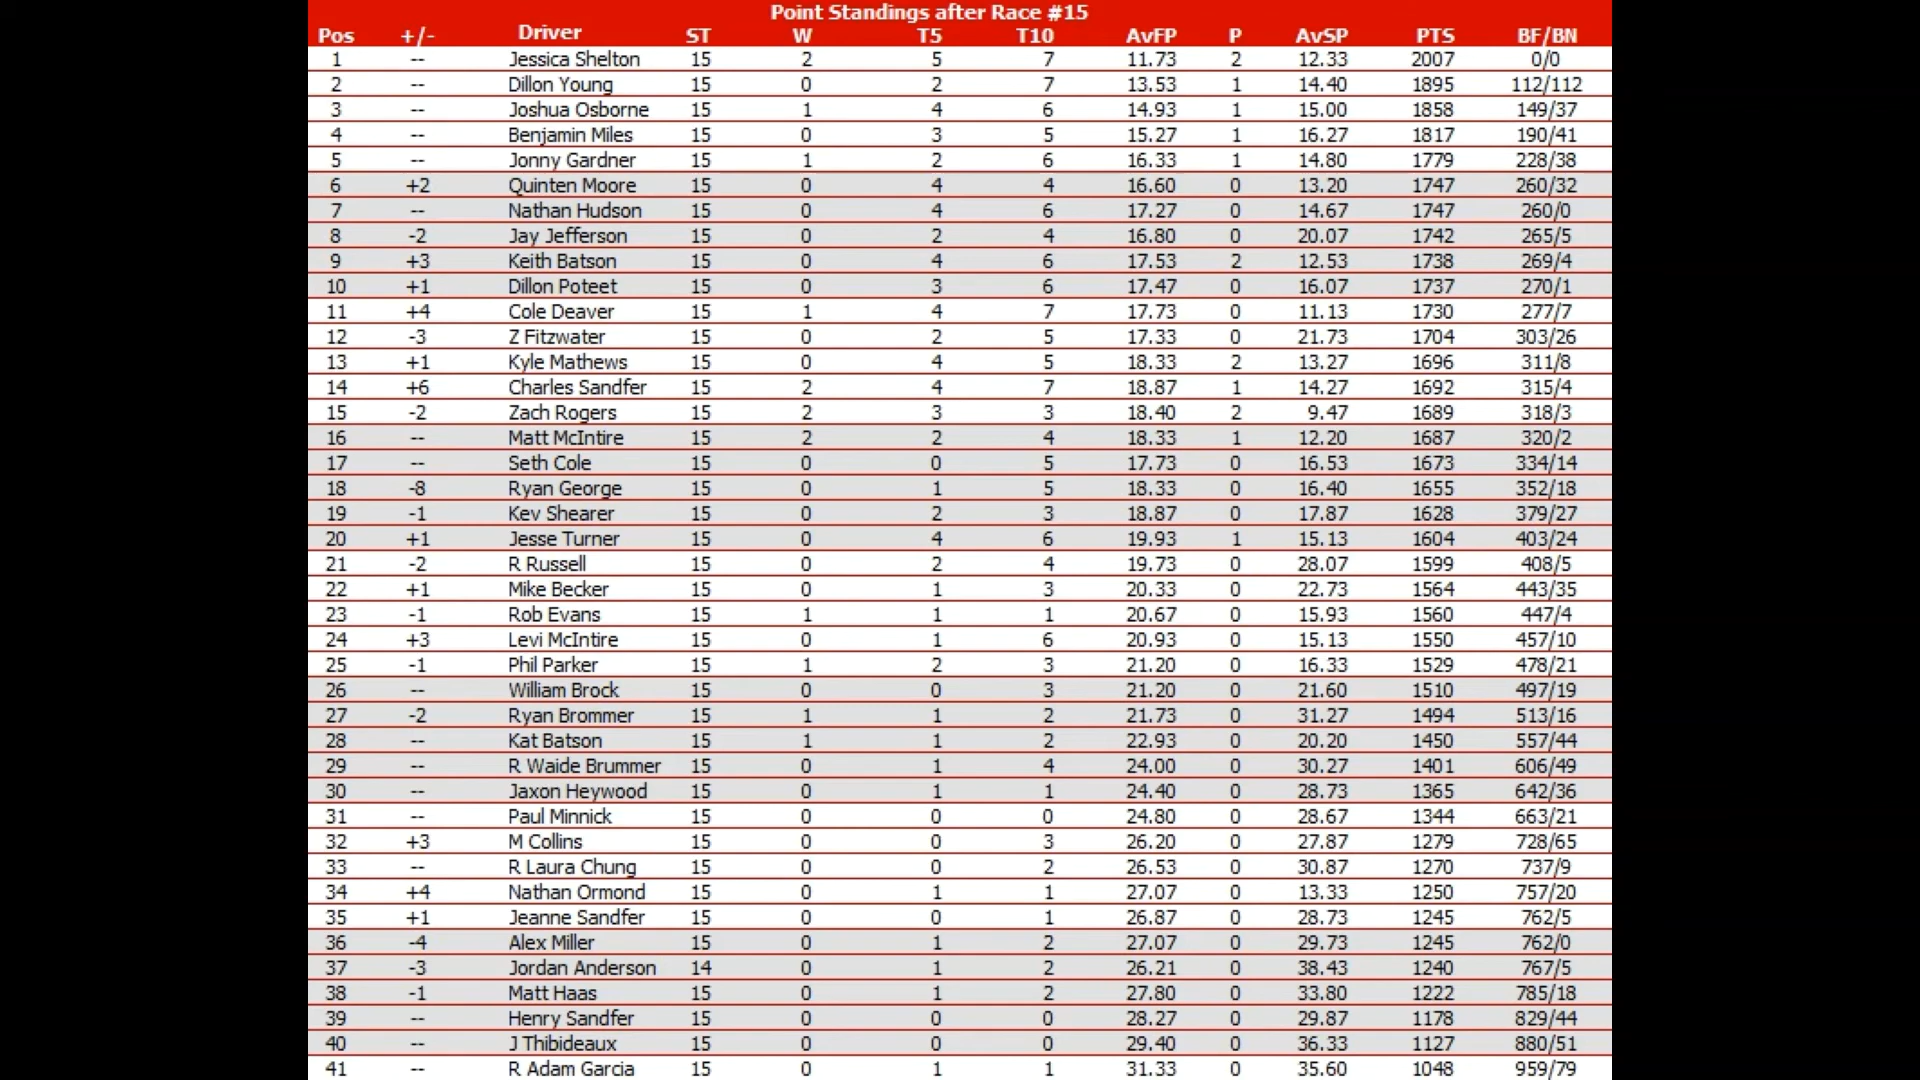 Point Standings after Race #15
Pos +/- Driver ST W T5 T10 AvFP P AvSP PTS BF/BN
1 -- Jessica Shelton 15 2 5 7 11.73 2 12.33 2007 0/0
2 -- Dillon Young 15 0 2 7 13.53 1 14.40 1895 112/112
3 -- Joshua Osborne 15 1 4 6 14.93 1 15.00 1858 149/37
4 -- Benjamin Miles 15 0 3 5 15.27 1 16.27 1817 190/41
5 -- Jonny Gardner 15 1 2 6 16.33 1 14.80 1779 228/38
6 +2 Quinten Moore 15 0 4 4 16.60 0 13.20 1747 260/32
7 -- Nathan Hudson 15 0 4 6 17.27 0 14.67 1747 260/0
8 -2 Jay Jefferson 15 0 2 4 16.80 0 20.07 1742 265/5
9 +3 Keith Batson 15 0 4 6 17.53 2 12.53 1738 269/4
10 +1 Dillon Poteet 15 0 3 6 17.47 0 16.07 1737 270/1
11 +4 Cole Deaver 15 1 4 7 17.73 0 11.13 1730 277/7
12 -3 Z Fitzwater 15 0 2 5 17.33 0 21.73 1704 303/26
13 +1 Kyle Mathews 15 0 4 5 18.33 2 13.27 1696 311/8
14 +6 Charles Sandfer 15 2 4 7 18.87 1 14.27 1692 315/4
15 -2 Zach Rogers 15 2 3 3 18.40 2 9.47 1689 318/3
16 -- Matt McIntire 15 2 2 4 18.33 1 12.20 1687 320/2
17 -- Seth Cole 15 0 0 5 17.73 0 16.53 1673 334/14
18 -8 Ryan George 15 0 1 5 18.33 0 16.40 1655 352/18
19 -1 Kev Shearer 15 0 2 3 18.87 0 17.87 1628 379/27
20 +1 Jesse Turner 15 0 4 6 19.93 1 15.13 1604 403/24
21 -2 R Russell 15 0 2 4 19.73 0 28.07 1599 408/5
22 +1 Mike Becker 15 0 1 3 20.33 0 22.73 1564 443/35
23 -1 Rob Evans 15 1 1 1 20.67 0 15.93 1560 447/4
24 +3 Levi McIntire 15 0 1 6 20.93 0 15.13 1550 457/10
25 -1 Phil Parker 15 1 2 3 21.20 0 16.33 1529 478/21
26 -- William Brock 15 0 0 3 21.20 0 21.60 1510 497/19
27 -2 Ryan Brommer 15 1 1 2 21.73 0 31.27 1494 513/16
28 -- Kat Batson 15 1 1 2 22.93 0 20.20 1450 557/44
29 -- R Waide Brummer 15 0 1 4 24.00 0 30.27 1401 606/49
30 -- Jaxon Heywood 15 0 1 1 24.40 0 28.73 1365 642/36
31 -- Paul Minnick 15 0 0 0 24.80 0 28.67 1344 663/21
32 +3 M Collins 15 0 0 3 26.20 0 27.87 1279 728/65
33 -- R Laura Chung 15 0 0 2 26.53 0 30.87 1270 737/9
34 +4 Nathan Ormond 15 0 1 1 27.07 0 13.33 1250 757/20
35 +1 Jeanne Sandfer 15 0 0 1 26.87 0 28.73 1245 762/5
36 -4 Alex Miller 15 0 1 2 27.07 0 29.73 1245 762/0
37 -3 Jordan Anderson 14 0 1 2 26.21 0 38.43 1240 767/5
38 -1 Matt Haas 15 0 1 2 27.80 0 33.80 1222 785/18
39 -- Henry Sandfer 15 0 0 0 28.27 0 29.87 1178 829/44
40 -- J Thibideaux 15 0 0 0 29.40 0 36.33 1127 880/51
41 -- R Adam Garcia 15 0 1 1 31.33 0 35.60 1048 959/79